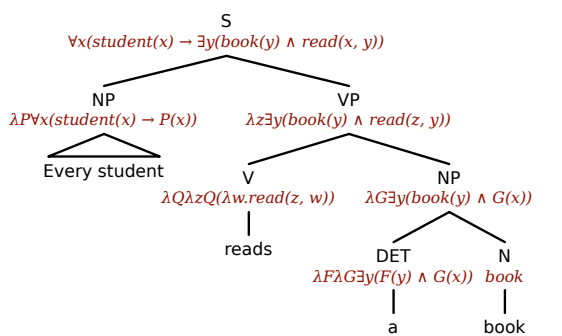 S
∀x(student(x) → ∃y(book(y) ∧ read(x, y)))
NP VP
λP∀x(student(x) → P(x)) λz∃y(book(y) ∧ read(z, y))
Every student V NP
λQλzQ(λw.read(z, w)) λG∃y(book(y) ∧ G(x))
reads DET N
λFλG∃y(F(y) ∧ G(x)) book
a book